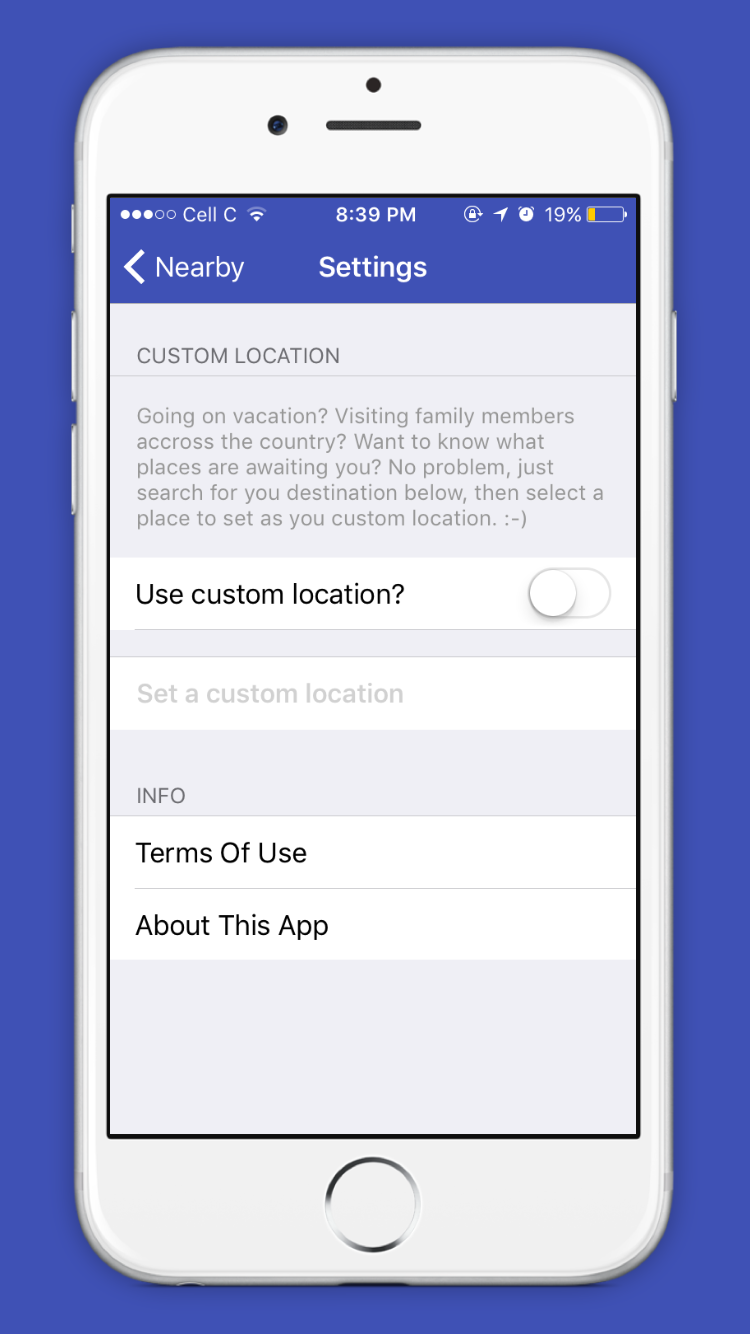 Cell C 8:39 PM 19%
Nearby Settings
CUSTOM LOCATION
Going on vacation? Visiting family members
accross the country? Want to know what
places are awaiting you? No problem, just
search for you destination below, then select a
place to set as you custom location. :-)
Use custom location?
Set a custom location
INFO
Terms Of Use
About This App